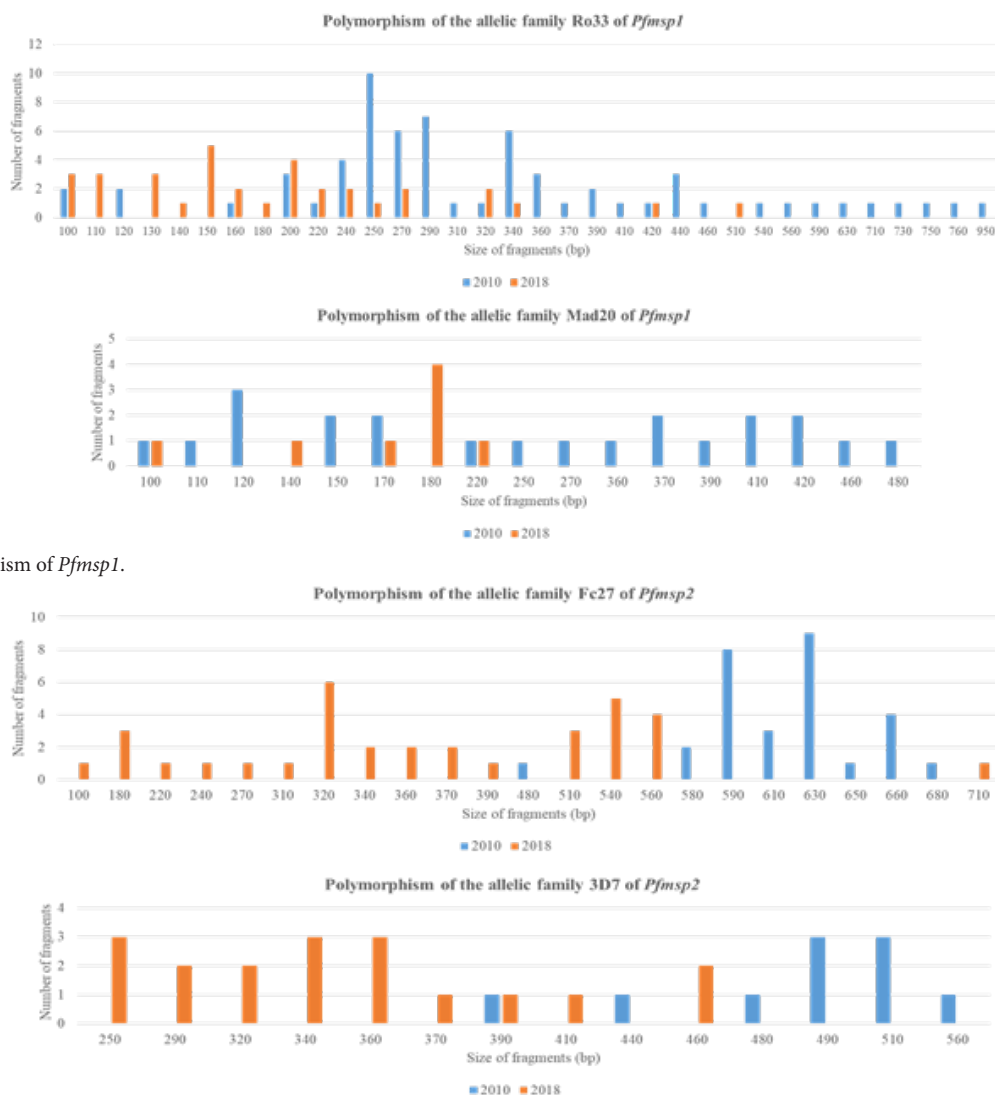 Polymorphism of the allelic family Ro33 of Pfmsp1
12
10
8
6
4
2
0
Number of fragments
100 110 120 130 140 150 160 180 200 220 240 250 270 290 310 320 340 360 370 390 410 420 440 460 510 540 560 590 630 710 730 750 760 950
Size of fragments (bp)
2010 2018
Polymorphism of the allelic family Mad20 of Pfmsp1
5
4
3
2
1
0
Number of fragments
100 110 120 140 150 170 180 220 250 270 360 370 390 410 420 460 480
Size of fragments (bp)
2010 2018
ism of Pfmsp1.
Polymorphism of the allelic family Fc27 of Pfmsp2
10
8
6
4
2
0
Number of fragments
100 180 220 240 270 310 320 340 360 370 390 480 510 540 560 580 590 610 630 650 660 680 710
Size of fragments (bp)
2010 2018
Polymorphism of the allelic family 3D7 of Pfmsp2
4
3
2
1
0
Number of fragments
250 290 320 340 360 370 390 410 440 460 480 490 510 560
Size of fragments (bp)
2010 2018